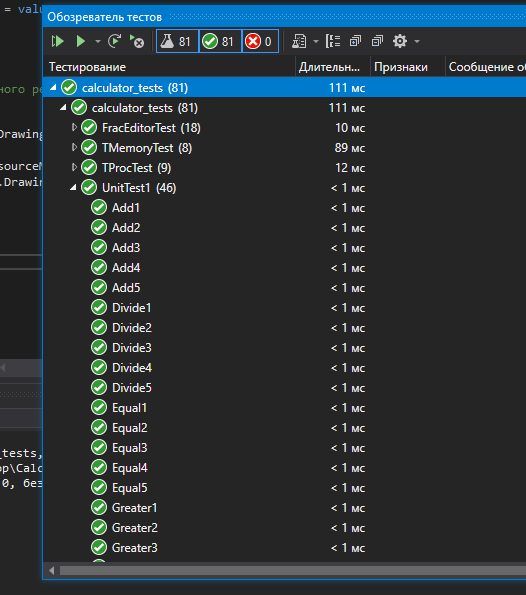 = valu
Обозреватель тестов
81 81 0
Тестирование Длительн... Признаки Сообщение об
calculator_tests (81) 111 мс
calculator_tests (81) 111 мс
FracEditorTest (18) 10 мс
TMemoryTest (8) 89 мс
TProcTest (9) 12 мс
UnitTest1 (46) < 1 мс
Add1 < 1 мс
Add2 < 1 мс
Add3 < 1 мс
Add4 < 1 мс
Add5 < 1 мс
Divide1 < 1 мс
Divide2 < 1 мс
Divide3 < 1 мс
Divide4 < 1 мс
Divide5 < 1 мс
Equal1 < 1 мс
Equal2 < 1 мс
Equal3 < 1 мс
Equal4 < 1 мс
Equal5 < 1 мс
Greater1 < 1 мс
Greater2 < 1 мс
Greater3 < 1 мс
ного ре
Drawing
sourceM
.Drawin
_tests,
op\Calc
0, без